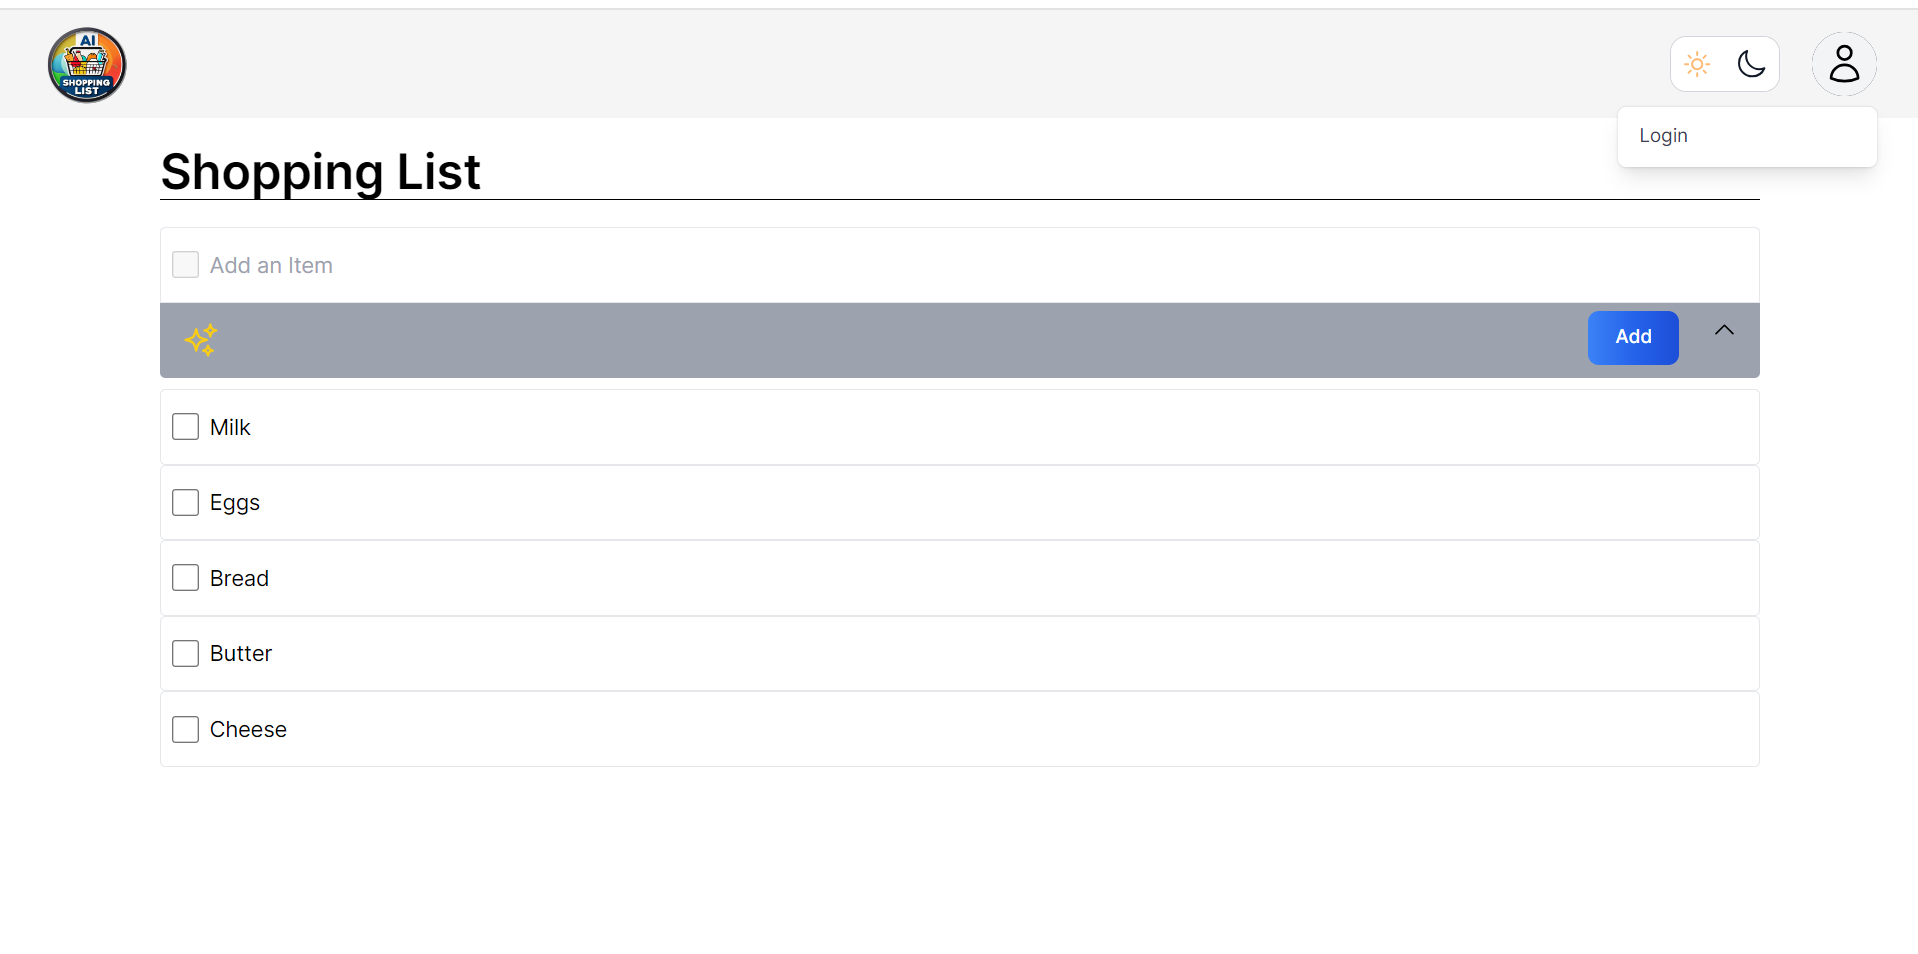 AI
SHOPPING
LIST
Login
Shopping List
Add an Item
Add
Milk
Eggs
Bread
Butter
Cheese